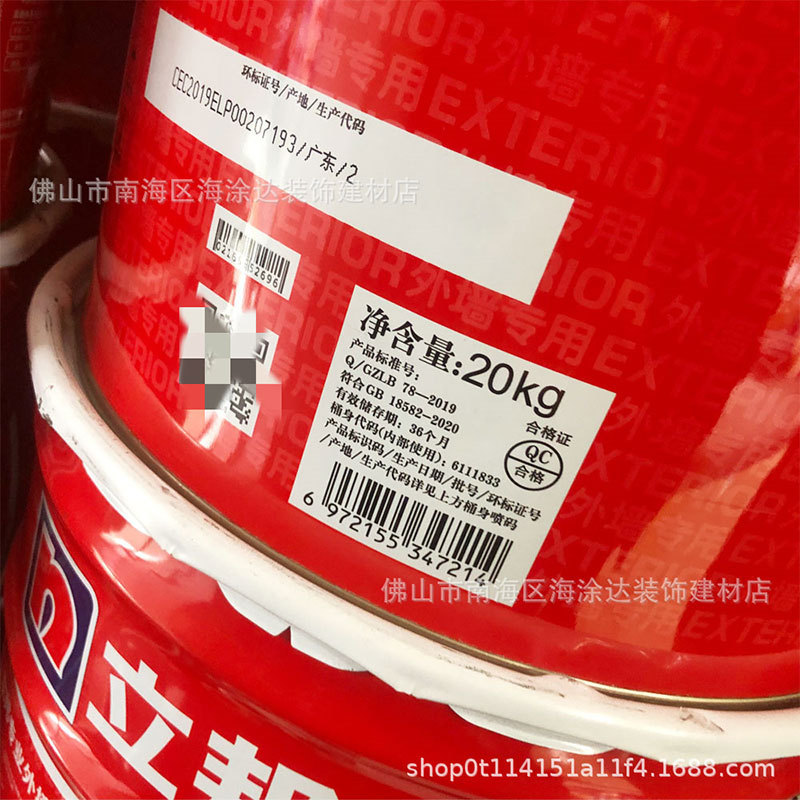 EXTERIOR外墙专用
环标证号/产地/生产代码
CEC2019ELP00207193/广东/2
佛山市南海区海涂达装饰建材店
EXTERIOR外墙专用
净含量:20kg
产品标准号:
Q/GZLB 78—2019
符合GB 18582-2020
有效储存期: 36个月
桶身代码(内部使用): 6111833
产品标识码/生产日期/批号/环标证号
/产地/生产代码详见上方桶身喷码
合格证
QC
合格
6 972155 347214
佛山市南海区海涂达装饰建材店
立邦
shop0t114151a11f4.1688.com